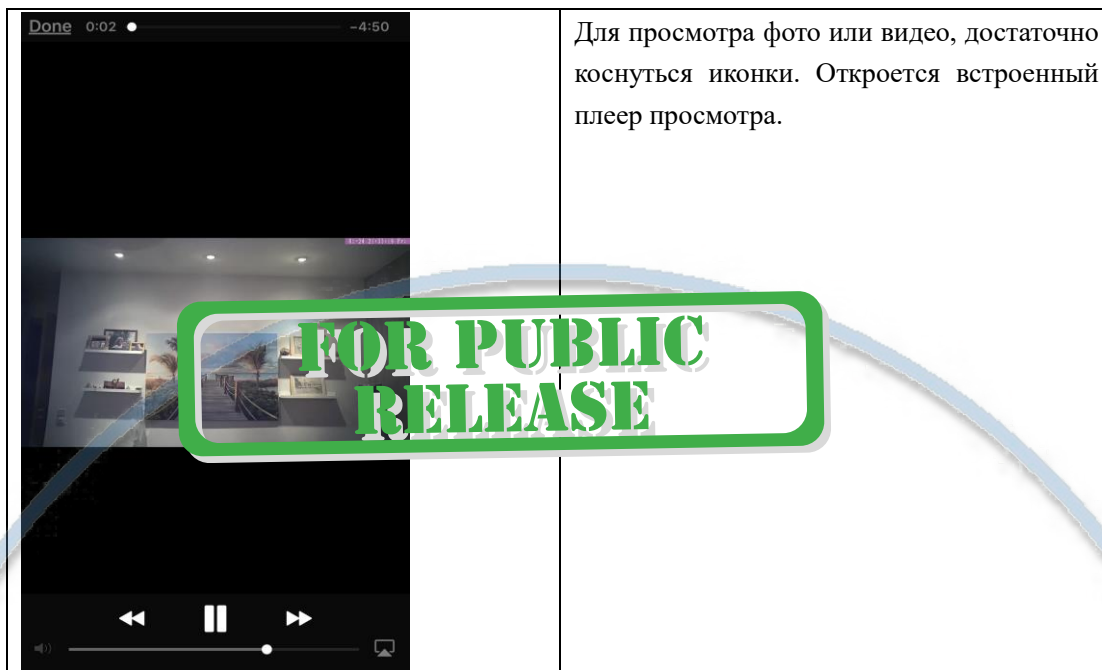 Done 0:02 -4:50
Для просмотра фото или видео, достаточно
коснуться иконки. Откроется встроенный
плеер просмотра.
FOR PUBLIC
RELEASE